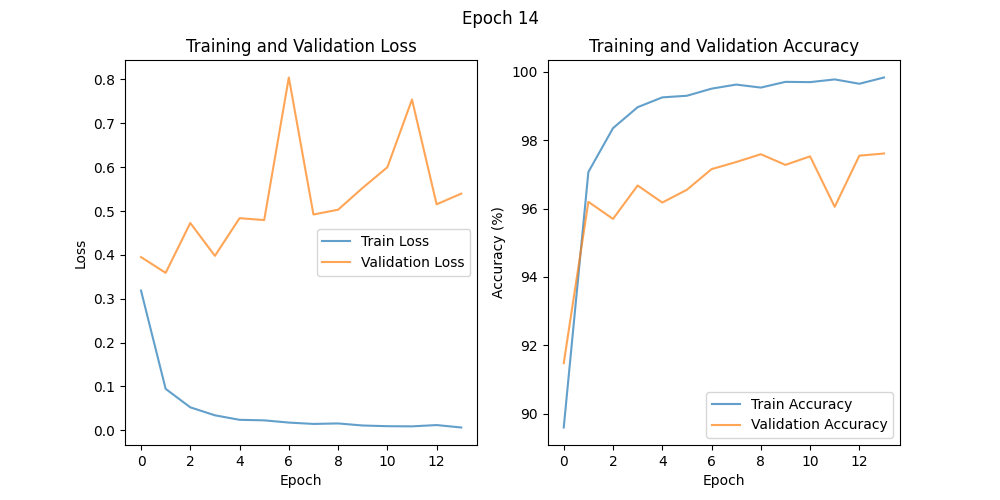 Epoch 14
Training and Validation Loss
0.8
0.7
0.6
0.5
0.4
0.3
0.2
0.1
0.0
Loss
Train Loss
Validation Loss
0 2 4 6 8 10 12
Epoch
Training and Validation Accuracy
100
98
96
94
92
90
Accuracy (%)
Train Accuracy
Validation Accuracy
0 2 4 6 8 10 12
Epoch